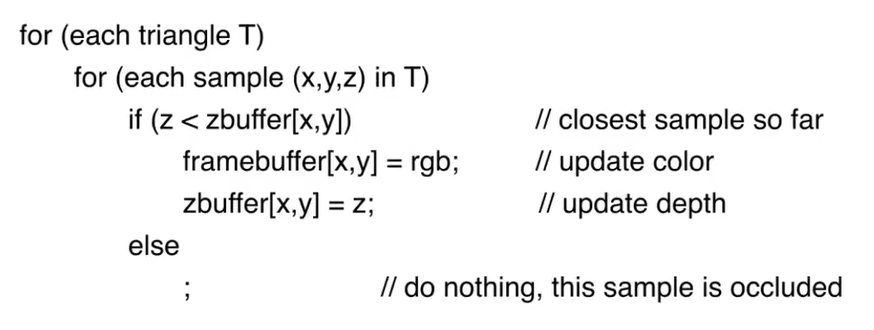 for (each triangle T)
for (each sample (x,y,z) in T)
if (z < zbuffer[x,y]) // closest sample so far
framebuffer[x,y] = rgb; // update color
zbuffer[x,y] = z; // update depth
else
; // do nothing, this sample is occluded